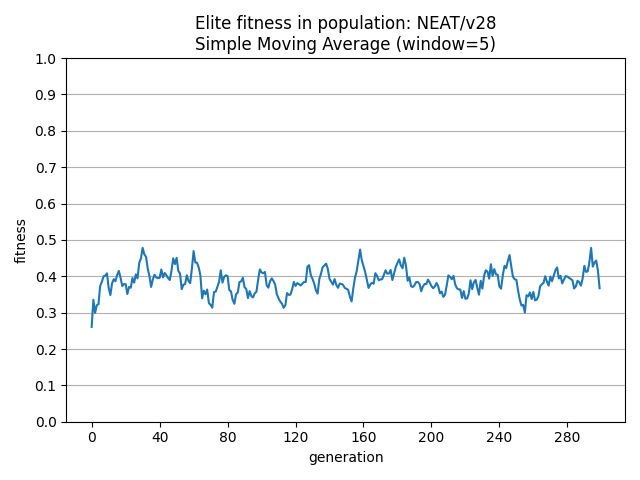 Elite fitness in population: NEAT/v28
Simple Moving Average (window=5)
1.0
0.9
0.8
0.7
0.6
0.5
0.4
0.3
0.2
0.1
0.0
fitness
0 40 80 120 160 200 240 280
generation